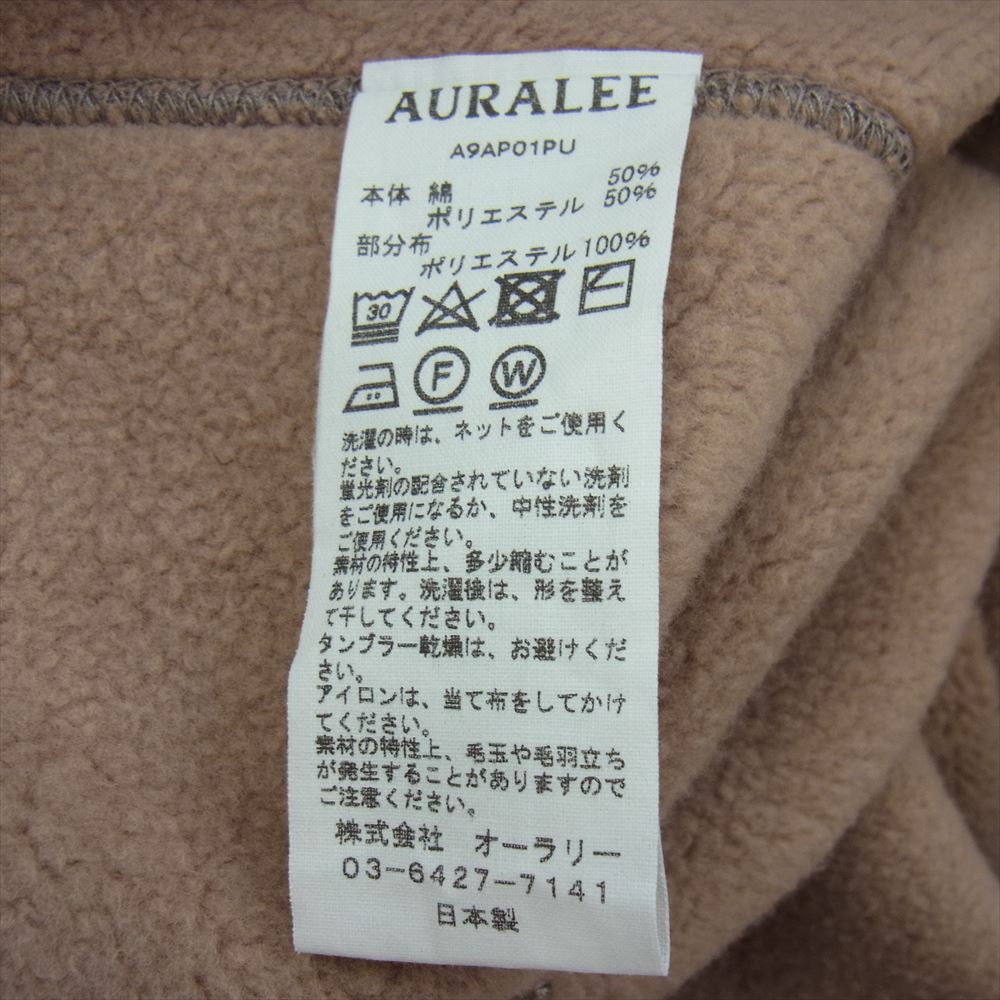 AURALEE
A9AP01PU
本体 綿 50%
ポリエステル 50%
部分布
ポリエステル 100%
30
F W
洗濯の時は、ネットをご使用く
ださい。
蛍光剤の配合されていない洗剤
をご使用になるか、中性洗剤を
ご使用ください。
素材の特性上、多少縮むことが
あります。洗濯後は、形を整え
て干してください。
タンブラー乾燥は、お避けくだ
さい。
アイロンは、当て布をしてかけ
てください。
素材の特性上、毛玉や毛羽立ち
が発生することがありますので
ご注意ください。
株式会社 オーラリー
03-6427-7141
日本製